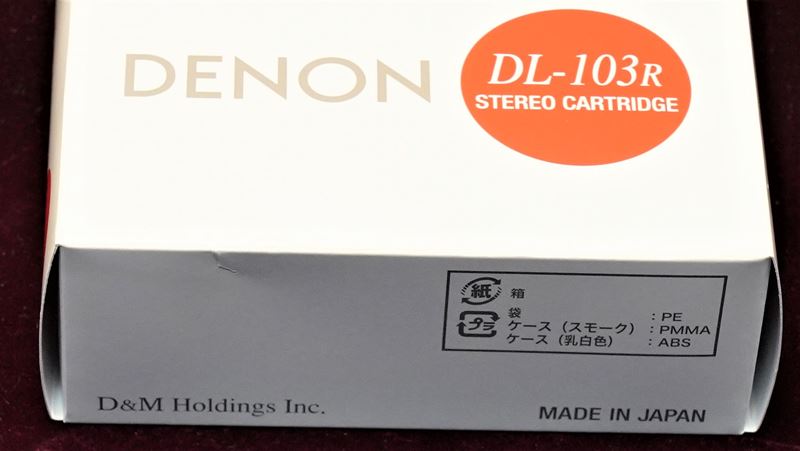 DENON
DL-103R
STEREO CARTRIDGE
紙 箱
プラ 袋 : PE
ケース (スモーク) : PMMA
ケース (乳白色) : ABS
D&M Holdings Inc.
MADE IN JAPAN